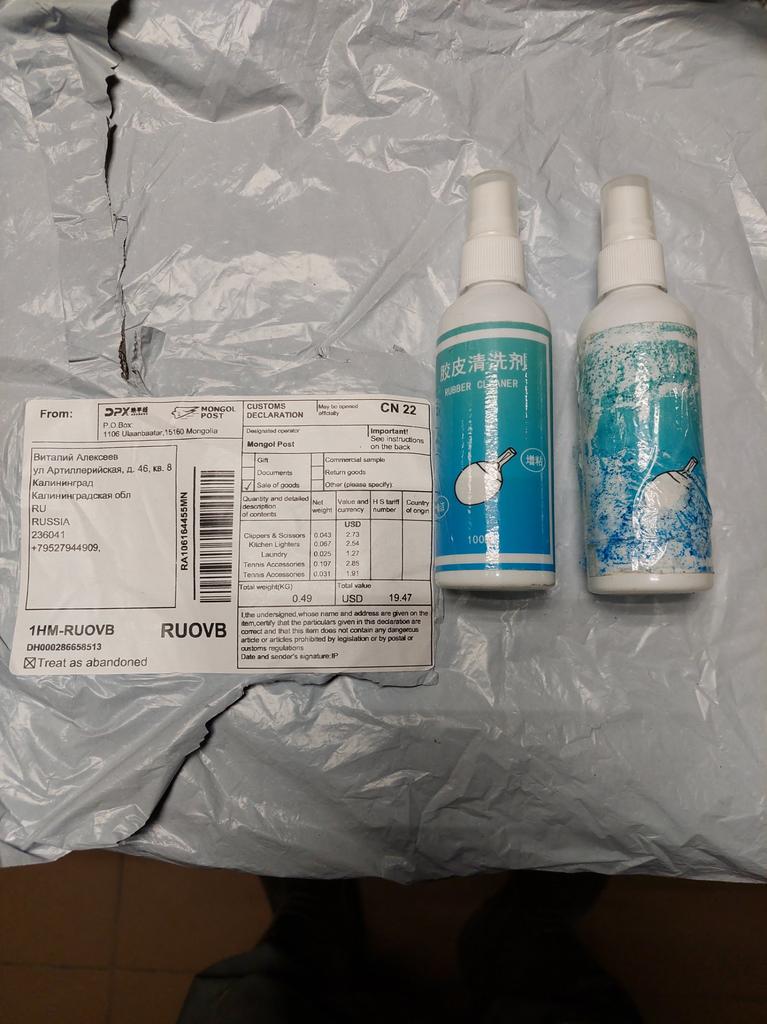 From:
DPX
MONGOL
POST
P.O.Box:
1106 Ulaanbaatar,15160 Mongolia
CUSTOMS
DECLARATION
May be opened
officially
CN 22
Designated operator
Mongol Post
Important!
See instructions
on the back
Gift
Commercial sample
Documents
Return goods
✓ Sale of goods
Other (please specify)
Виталий Алексеев
ул Артиллерийская, д. 46, кв. 8
Калининград
Калининградская обл
RU
RUSSIA
236041
+79527944909,
RA106164455MN
Quantity and detailed
description
of contents
Net
weight
Value and
currency
H S tariff
number
Country
of origin
USD
Clippers & Scissors 0.043 2.73
Kitchen Lighters 0.067 2.54
Laundry 0.025 1.27
Tennis Accessories 0.107 2.85
Tennis Accessories 0.031 1.91
Total weight(KG)
0.49
Total value
USD 19.47
I,the undersigned,whose name and address are given on the
item,certify that the particulars given in this declaration are
correct and that this item does not contain any dangerous
article or articles prohibited by legislation or by postal or
customs regulations
Date and sender's signature:IP
1HM-RUOVB
RUOVB
DH000286658513
☒Treat as abandoned
胶皮清洗剂
RUBBER CLEANER
增粘